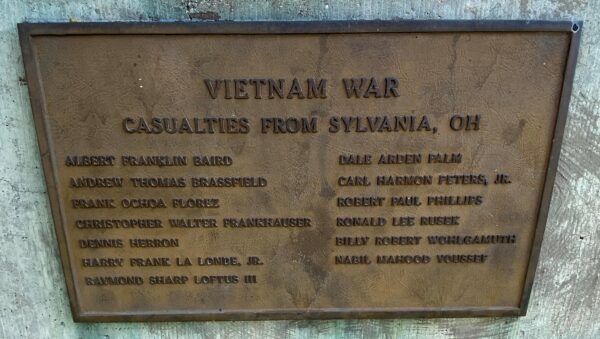 VIETNAM WAR
CASUALTIES FROM SYLVANIA, OH
ALBERT FRANKLIN BAIRD
ANDREW THOMAS BRASSFIELD
FRANK OCHOA FLOREZ
CHRISTOPHER WALTER FRANKHAUSER
DENNIS HERRON
HARRY FRANK LA LONDE, JR.
RAYMOND SHARP LOFTUS III
DALE ARDEN PALM
CARL HARMON PETERS, JR.
ROBERT PAUL PHILLIPS
RONALD LEE RUSEK
BILLY ROBERT WOHLGAMUTH
NABIL MAHOOD YOUSSEF